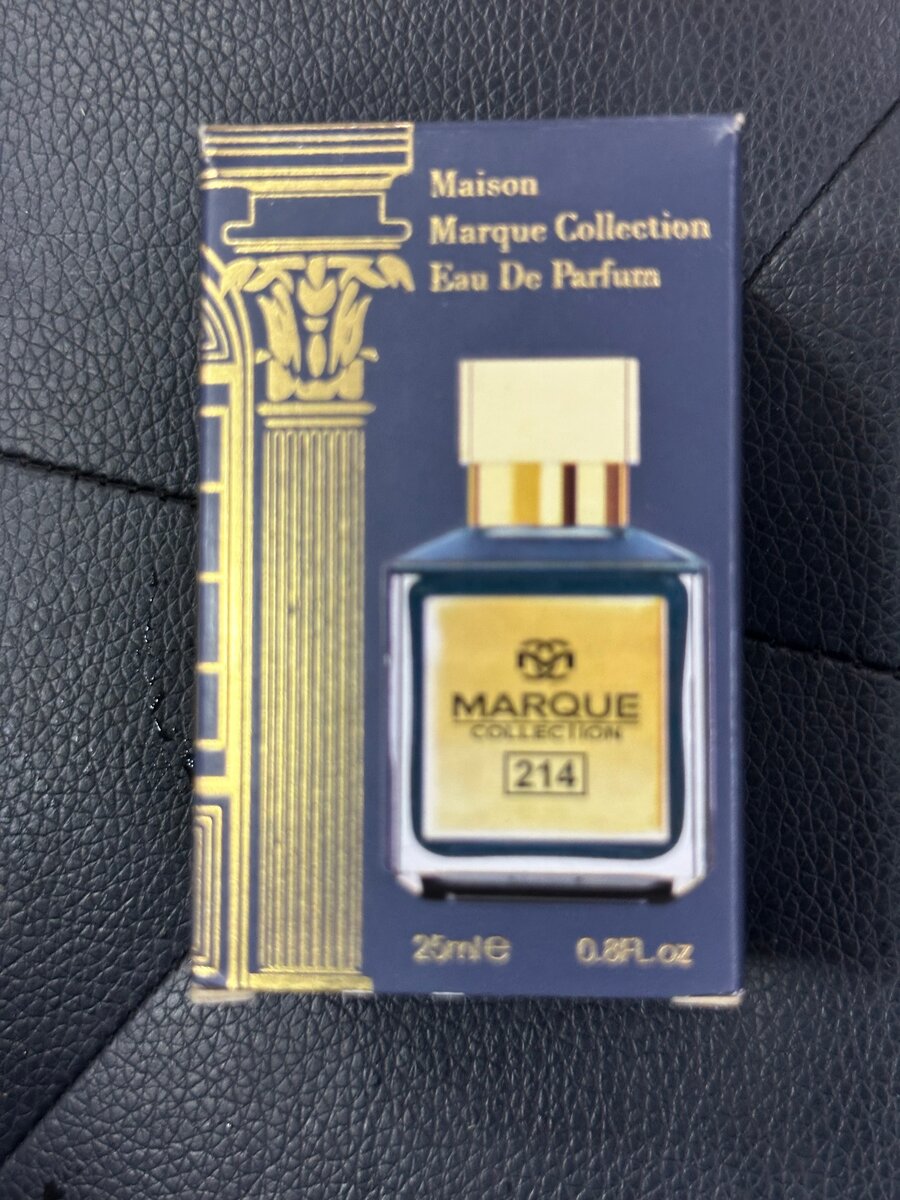 Maison
Marque Collection
Eau De Parfum
MARQUE
COLLECTION
214
25ml℮
0.8FL.oz